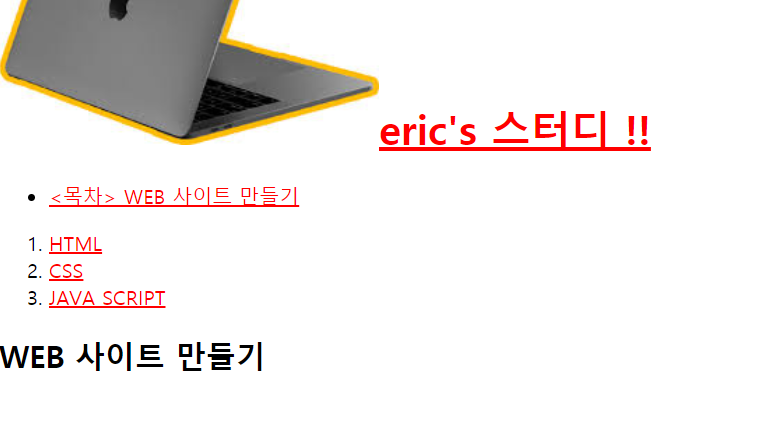 eric's 스터디 !!
<목차> WEB 사이트 만들기
1. HTML
2. CSS
3. JAVA SCRIPT
WEB 사이트 만들기